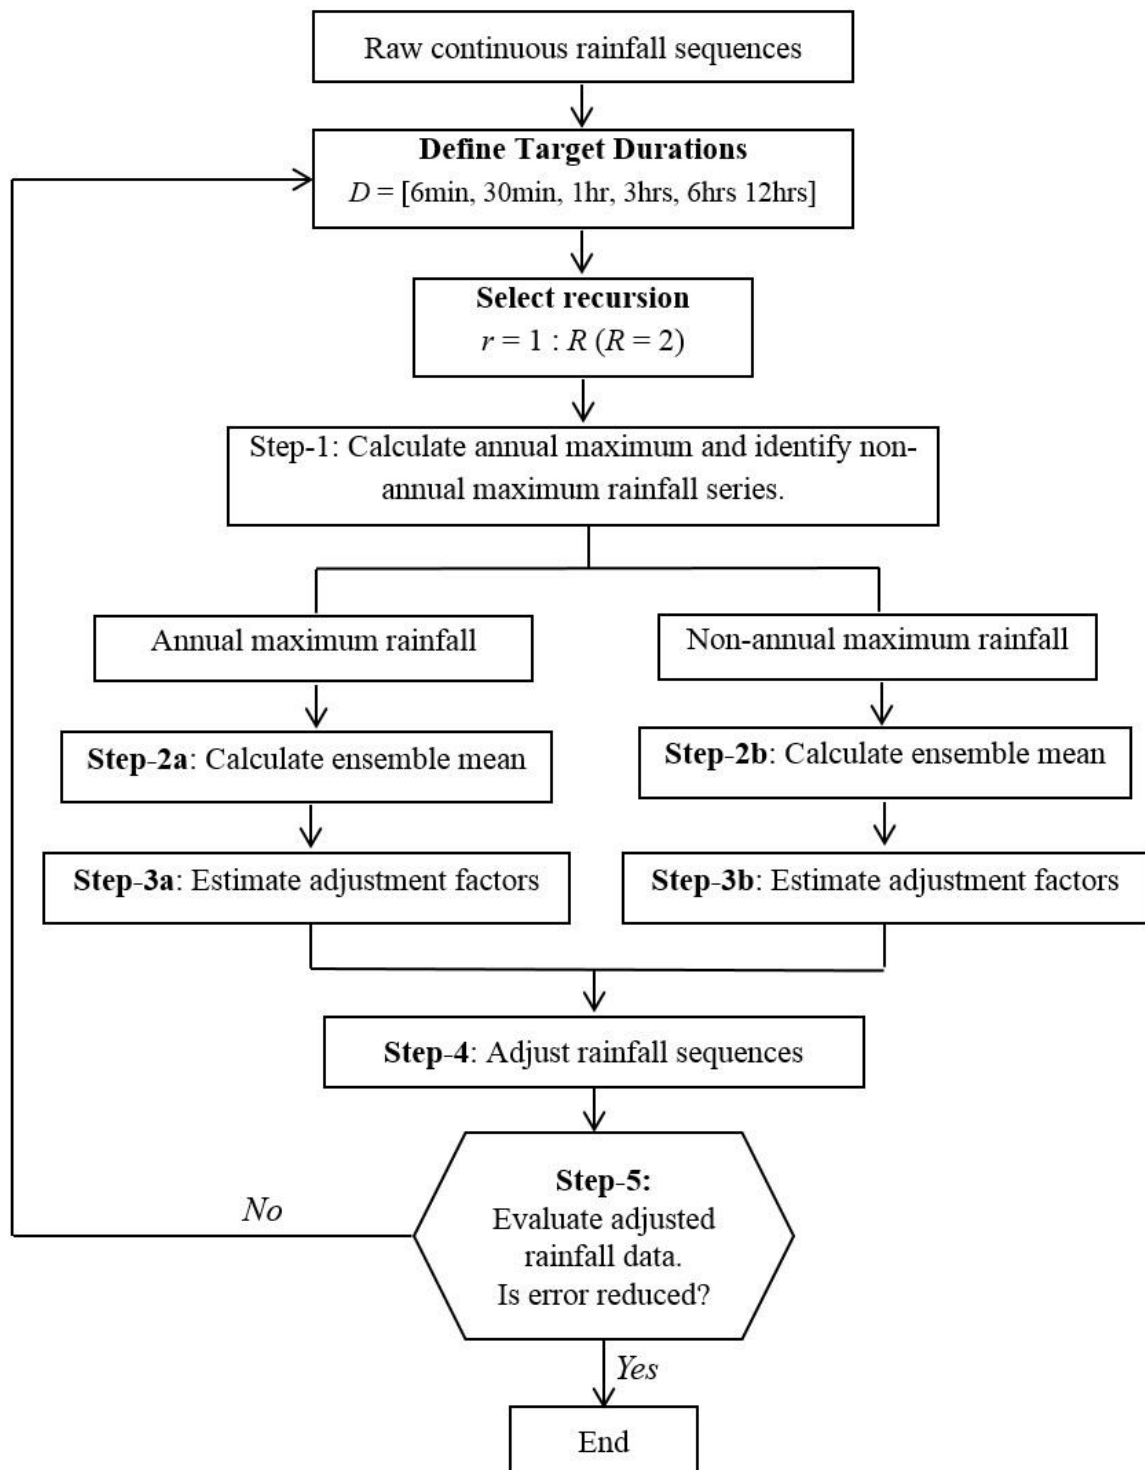 Raw continuous rainfall sequences
Define Target Durations
D = [6min, 30min, 1hr, 3hrs, 6hrs 12hrs]
Select recursion
r = 1 : R (R = 2)
Step-1: Calculate annual maximum and identify non-
annual maximum rainfall series.
Annual maximum rainfall
Non-annual maximum rainfall
Step-2a: Calculate ensemble mean
Step-2b: Calculate ensemble mean
Step-3a: Estimate adjustment factors
Step-3b: Estimate adjustment factors
Step-4: Adjust rainfall sequences
Step-5:
Evaluate adjusted
rainfall data.
Is error reduced?
No
Yes
End